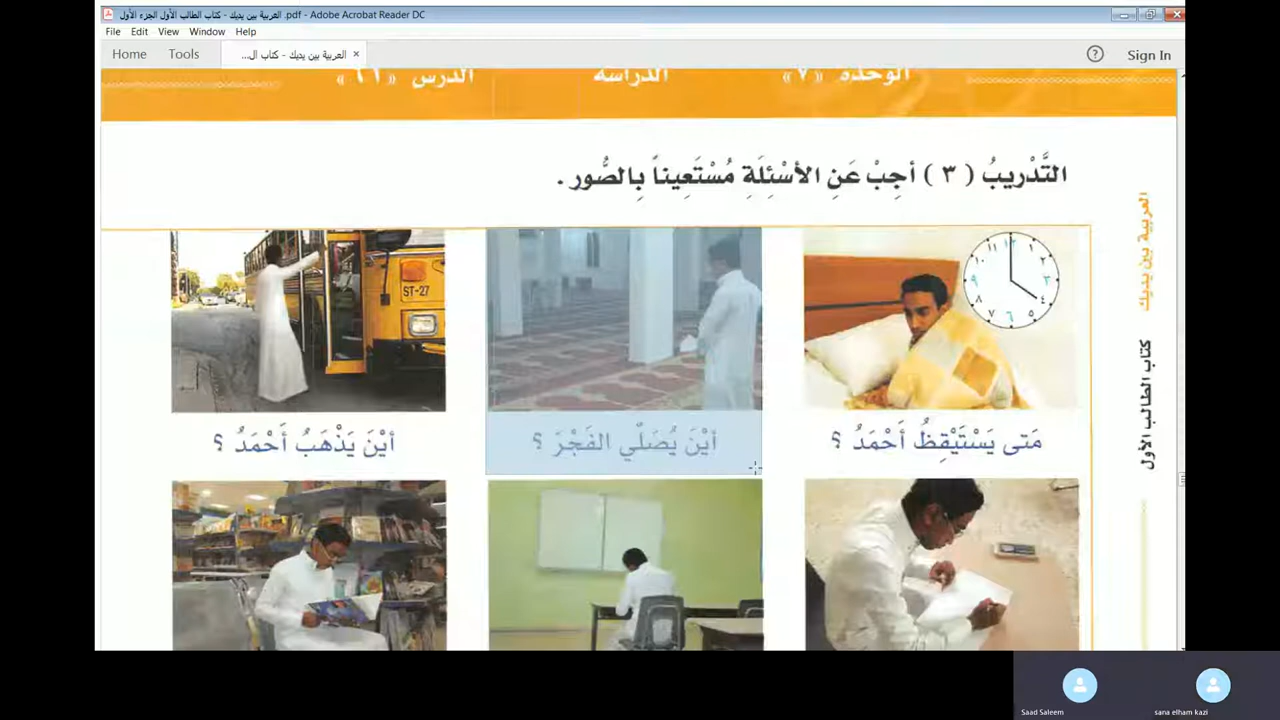 العربية بين يديك - كتاب الطالب الأول الجزء الأول.pdf - Adobe Acrobat Reader DC
File Edit View Window Help
Home Tools العربية بين يديك - كتاب ال... × Sign In
الوحدة «٧» الدراسة الدرس «٤٦»
التَّدْرِيبُ ( ٣ ) أَجِبْ عَنِ الأَسْئِلَةِ مُسْتَعِيناً بِالصُّوَرِ .
العربية بين يديك
كتاب الطالب الأول
ST-27
مَتى يَسْتَيْقِظُ أَحْمَدُ ؟
أَيْنَ يُصَلِّي الفَجْرَ ؟
أَيْنَ يَذْهَبُ أَحْمَدُ ؟
Saad Saleem
sana elham kazi